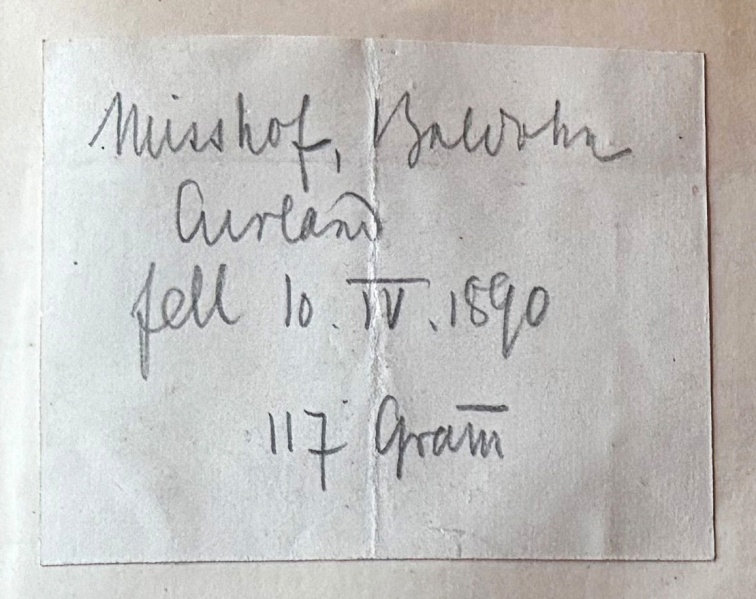 Misshof, Baldohn
Curland
fell 10. IV. 1890
117 Gram̅